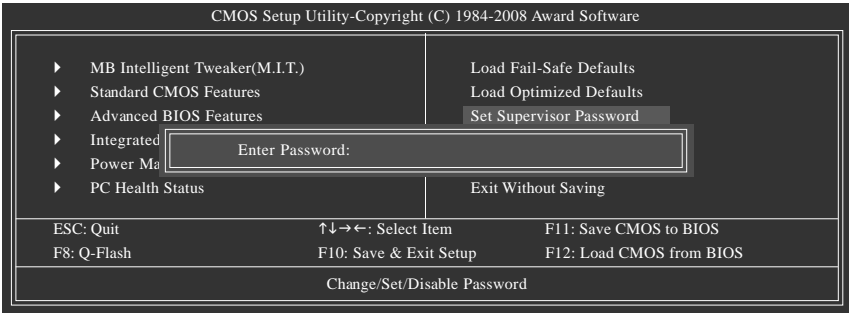 CMOS Setup Utility-Copyright (C) 1984-2008 Award Software
MB Intelligent Tweaker(M.I.T.)
Standard CMOS Features
Advanced BIOS Features
Integrated
Power Ma
PC Health Status
Load Fail-Safe Defaults
Load Optimized Defaults
Set Supervisor Password
Exit Without Saving
Enter Password:
ESC: Quit
↑↓→←: Select Item
F11: Save CMOS to BIOS
F8: Q-Flash
F10: Save & Exit Setup
F12: Load CMOS from BIOS
Change/Set/Disable Password